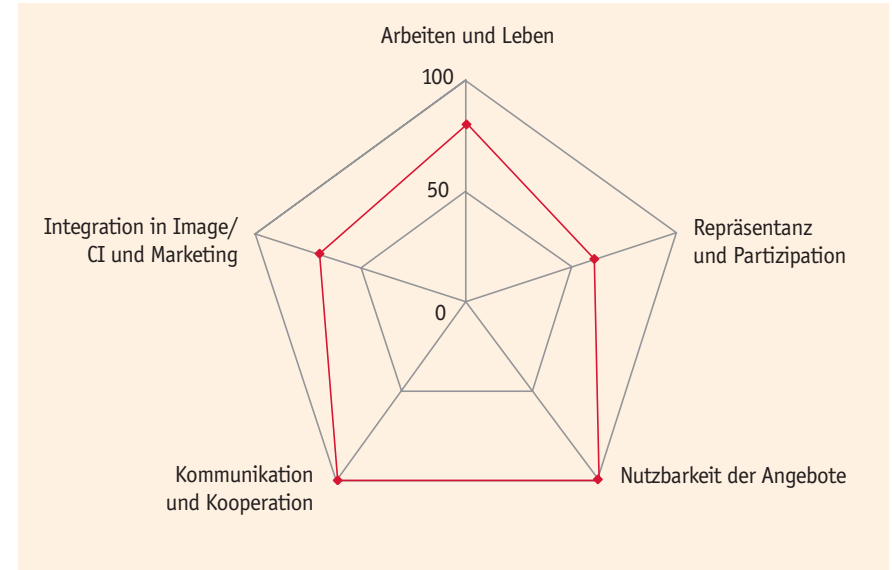 Arbeiten und Leben
100
50
0
Repräsentanz
und Partizipation
Nutzbarkeit der Angebote
Kommunikation
und Kooperation
Integration in Image/
CI und Marketing